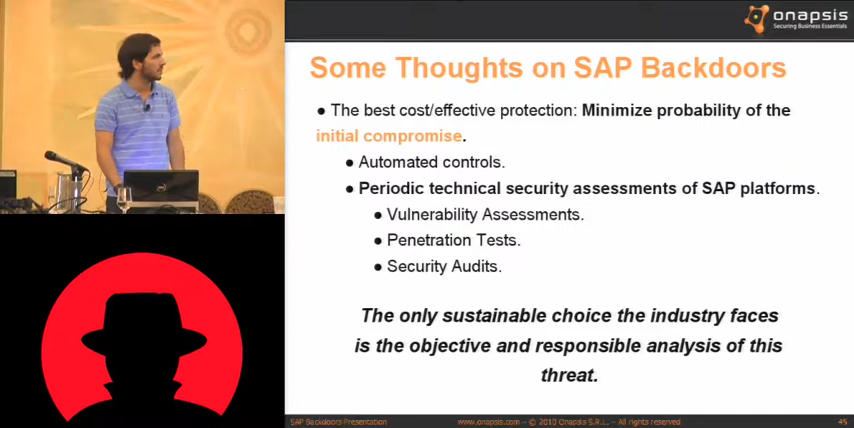 onapsis
Securing Business Essentials
Some Thoughts on SAP Backdoors
● The best cost/effective protection: Minimize probability of the
initial compromise.
● Automated controls.
● Periodic technical security assessments of SAP platforms.
● Vulnerability Assessments.
● Penetration Tests.
● Security Audits.
The only sustainable choice the industry faces
is the objective and responsible analysis of this
threat.
SAP Backdoors Presentation
www.onapsis.com – © 2010 Onapsis S.R.L – All rights reserved
45